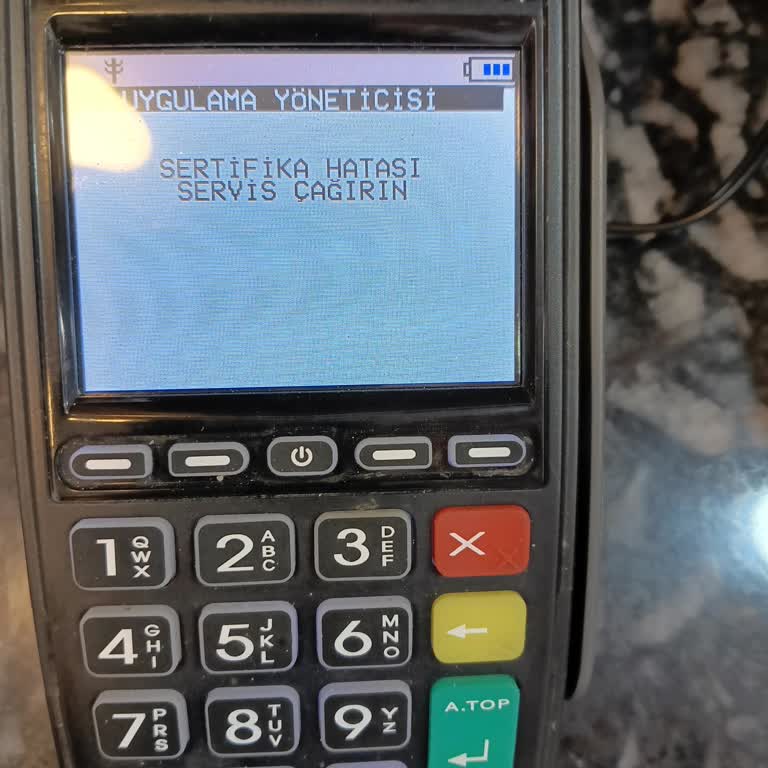 UYGULAMA YÖNETİCİSİ
SERTİFİKA HATASI
SERVİS ÇAĞIRIN
1 QWX
2 ABC
3 DEF
4 GHI
5 JKL
6 MNO
A.TOP
7 PRS
8 TUV
9 YZ